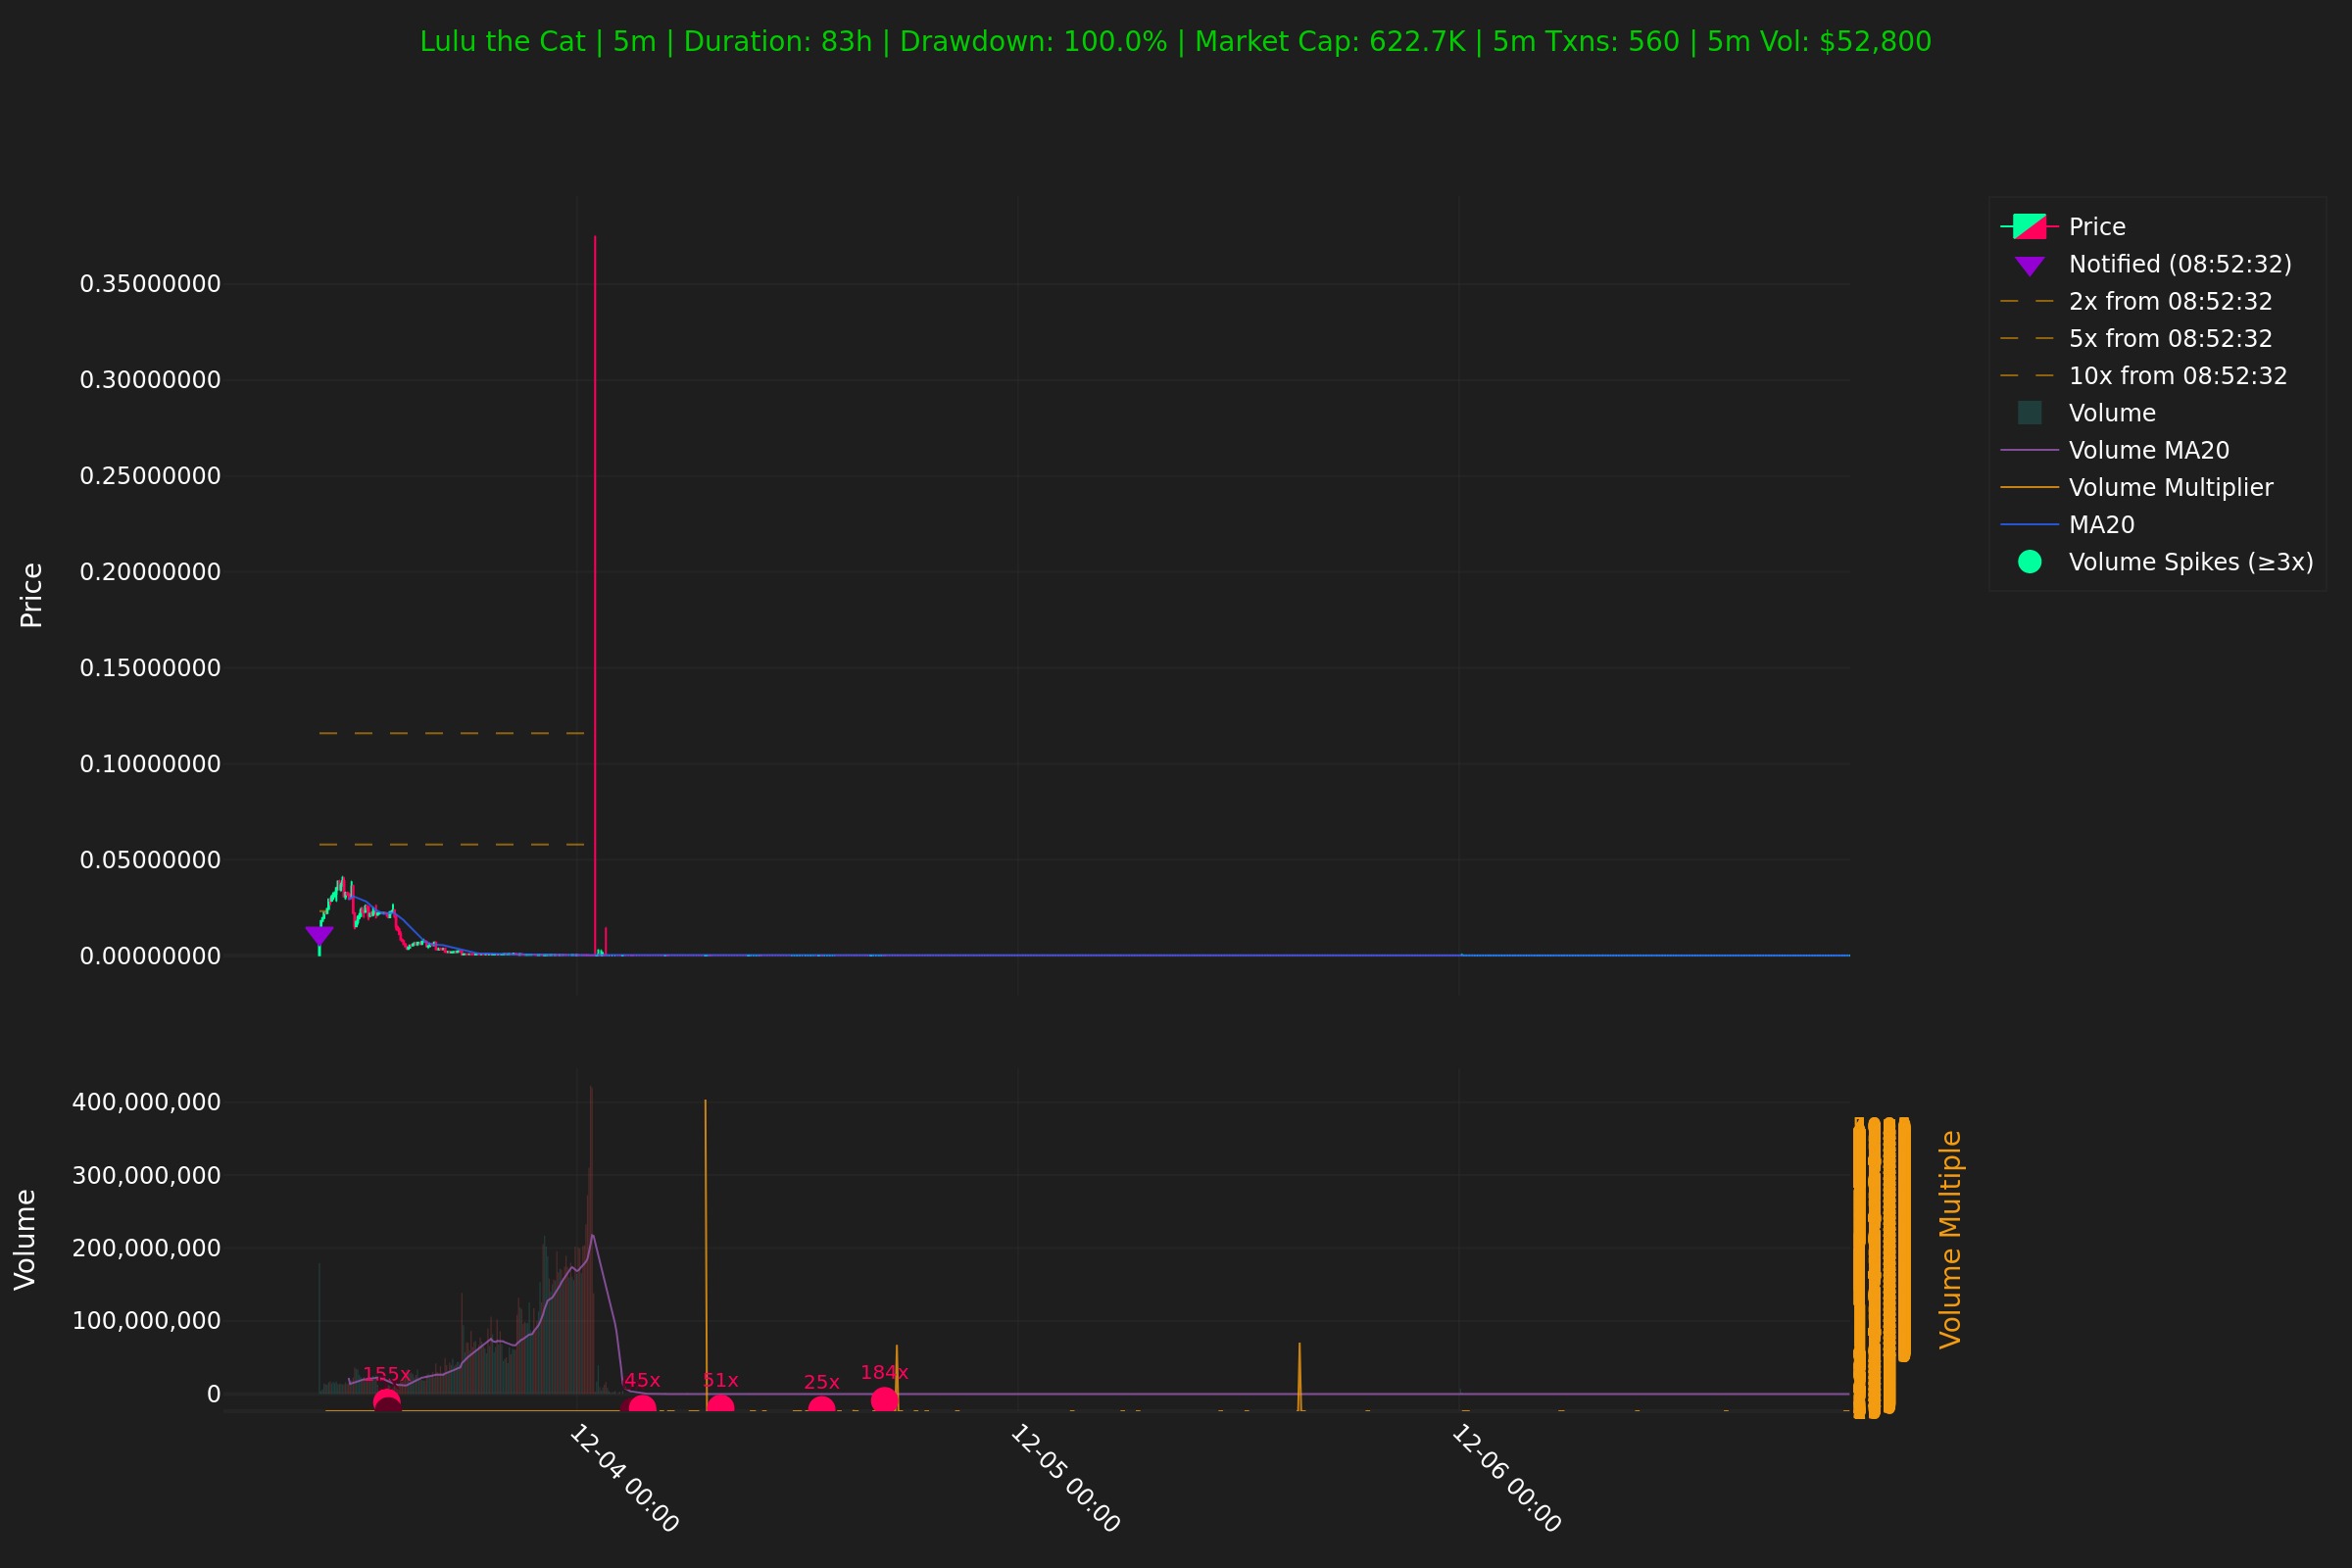 Lulu the Cat | 5m | Duration: 83h | Drawdown: 100.0% | Market Cap: 622.7K | 5m Txns: 560 | 5m Vol: $52,800
Price
0.35000000
0.30000000
0.25000000
0.20000000
0.15000000
0.10000000
0.05000000
0.00000000
Price
Notified (08:52:32)
2x from 08:52:32
5x from 08:52:32
10x from 08:52:32
Volume
Volume MA20
Volume Multiplier
MA20
Volume Spikes (≥3x)
Volume
400,000,000
300,000,000
200,000,000
100,000,000
0
155x
45x
51x
25x
184x
Volume Multiple
12-04 00:00
12-05 00:00
12-06 00:00